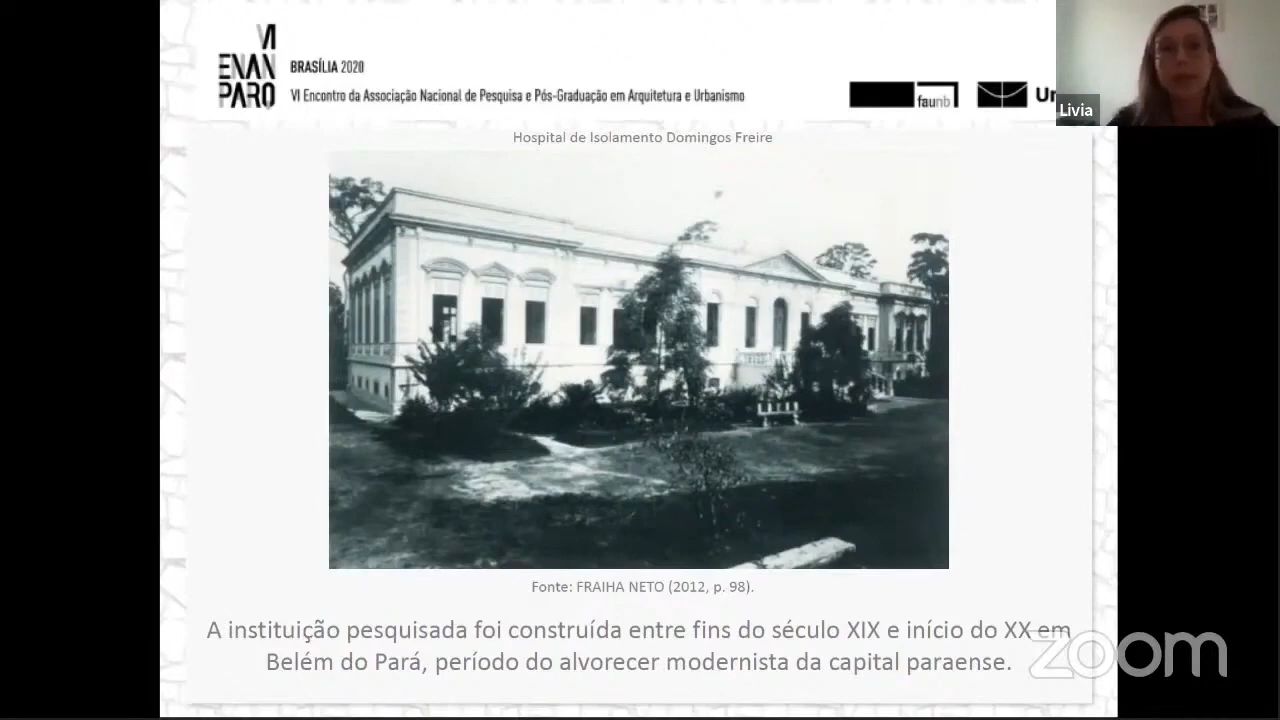 VI
ENAN
PARQ
BRASÍLIA 2020
VI Encontro da Associação Nacional de Pesquisa e Pós-Graduação em Arquitetura e Urbanismo
faunb
Livia
Hospital de Isolamento Domingos Freire
Fonte: FRAIHA NETO (2012, p. 98).
A instituição pesquisada foi construída entre fins do século XIX e início do XX em
Belém do Pará, período do alvorecer modernista da capital paraense.
zoom